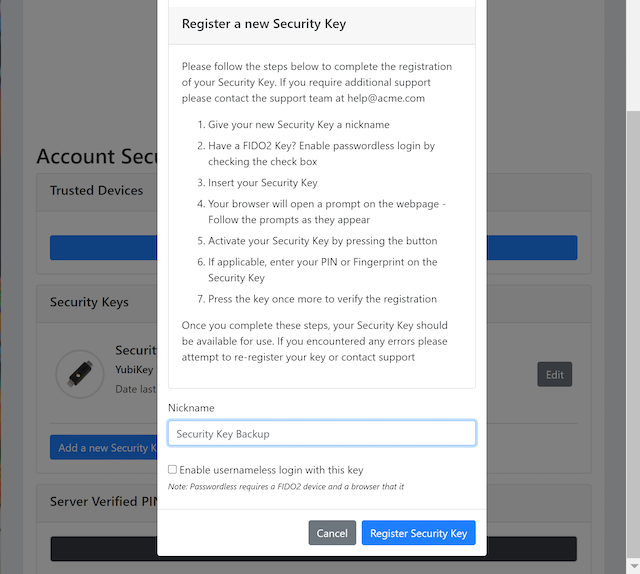 Register a new Security Key
Please follow the steps below to complete the registration
of your Security Key. If you require additional support
please contact the support team at help@acme.com
1. Give your new Security Key a nickname
2. Have a FIDO2 Key? Enable passwordless login by
checking the check box
3. Insert your Security Key
4. Your browser will open a prompt on the webpage -
Follow the prompts as they appear
5. Activate your Security Key by pressing the button
6. If applicable, enter your PIN or Fingerprint on the
Security Key
7. Press the key once more to verify the registration
Once you complete these steps, your Security Key should
be available for use. If you encountered any errors please
attempt to re-register your key or contact support
Nickname
Security Key Backup
Enable usernameless login with this key
Note: Passwordless requires a FIDO2 device and a browser that it
Cancel
Register Security Key
Account Secu
Trusted Devices
Security Keys
Securit
YubiKey
Date last
Edit
Add a new Security K
Server Verified PIN